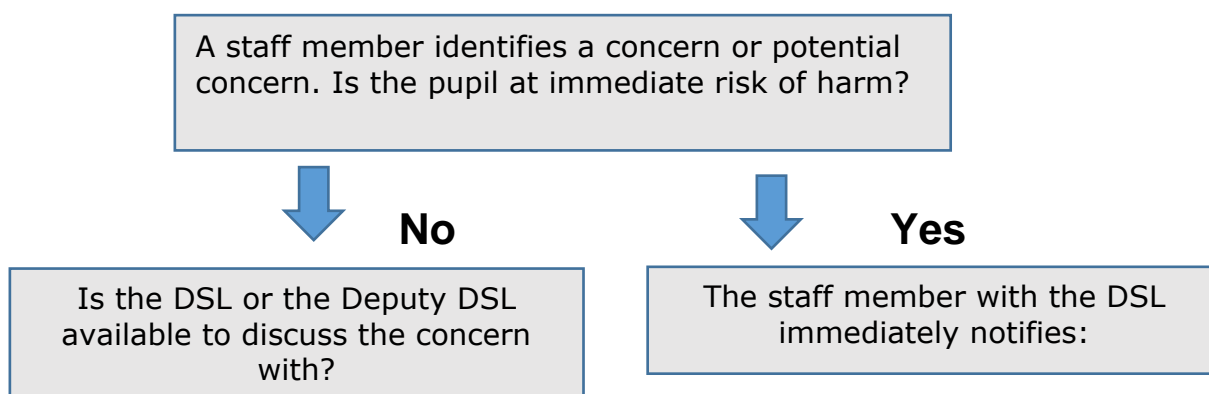 A staff member identifies a concern or potential
concern. Is the pupil at immediate risk of harm?
No
Yes
Is the DSL or the Deputy DSL
available to discuss the concern
with?
The staff member with the DSL
immediately notifies: